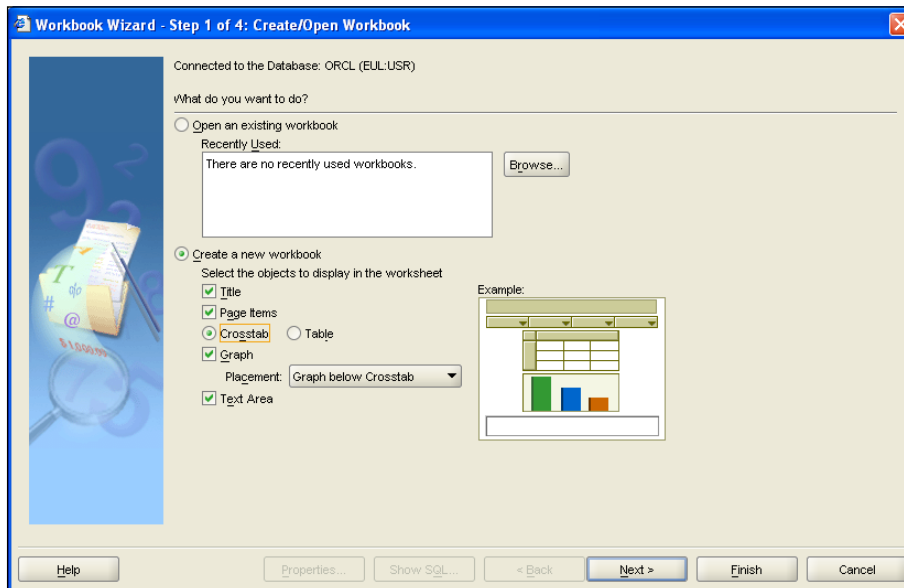 Workbook Wizard - Step 1 of 4: Create/Open Workbook
Connected to the Database: ORCL (EUL:USR)
What do you want to do?
Open an existing workbook
Recently Used:
There are no recently used workbooks.
Browse...
Create a new workbook
Select the objects to display in the worksheet
Title
Example:
Page Items
Crosstab Table
Graph
Placement: Graph below Crosstab
Text Area
T
#
%
@
$1,000.00
Help Properties... Show SQL... < Back Next > Finish Cancel